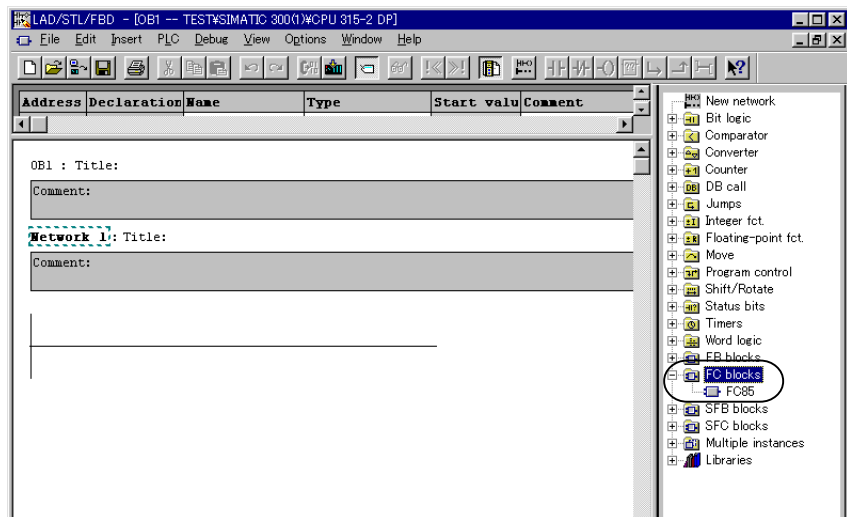 LAD/STL/FBD - [OB1 -- TEST¥SIMATIC 300(1)¥CPU 315-2 DP]
File Edit Insert PLC Debug View Options Window Help
Address Declaration Name Type Start valu Comment
OB1 : Title:
Comment:
Network 1: Title:
Comment:
New network
Bit logic
Comparator
Converter
Counter
DB call
Jumps
Integer fct.
Floating-point fct.
Move
Program control
Shift/Rotate
Status bits
Timers
Word logic
FB blocks
FC blocks
FC85
SFB blocks
SFC blocks
Multiple instances
Libraries